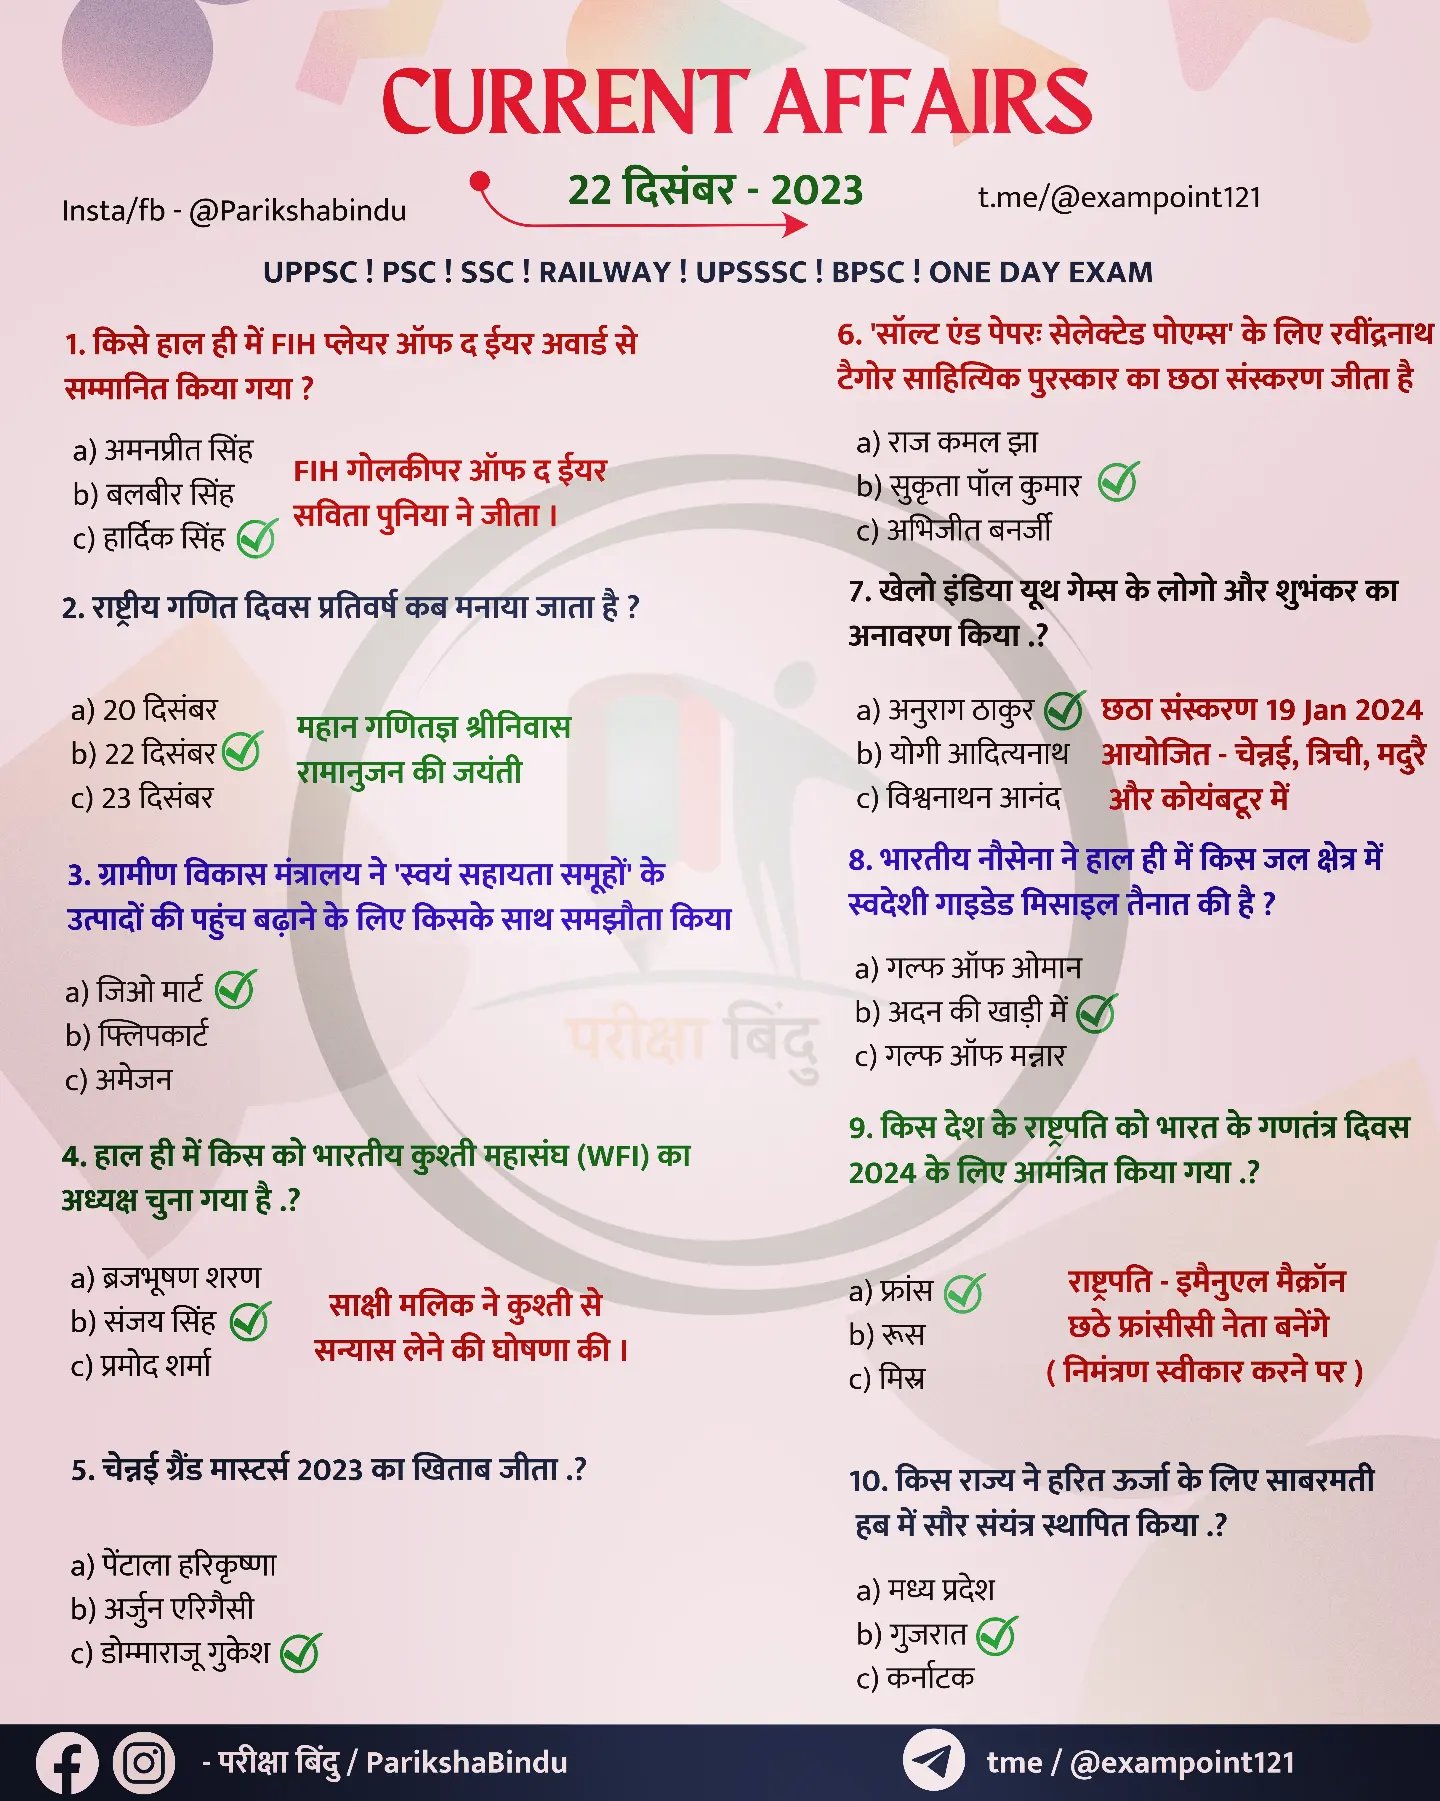 CURRENT AFFAIRS
22 दिसंबर - 2023
Insta/fb - @Parikshabindu
t.me/@exampoint121
UPPSC ! PSC ! SSC ! RAILWAY ! UPSSSC ! BPSC ! ONE DAY EXAM
1. किसे हाल ही में FIH प्लेयर ऑफ द ईयर अवार्ड से
सम्मानित किया गया ?
a) अमनप्रीत सिंह
b) बलबीर सिंह
c) हार्दिक सिंह
FIH गोलकीपर ऑफ द ईयर
सविता पुनिया ने जीता ।
2. राष्ट्रीय गणित दिवस प्रतिवर्ष कब मनाया जाता है ?
a) 20 दिसंबर
b) 22 दिसंबर
c) 23 दिसंबर
महान गणितज्ञ श्रीनिवास
रामानुजन की जयंती
3. ग्रामीण विकास मंत्रालय ने 'स्वयं सहायता समूहों' के
उत्पादों की पहुंच बढ़ाने के लिए किसके साथ समझौता किया
a) जिओ मार्ट
b) फ्लिपकार्ट
c) अमेजन
4. हाल ही में किस को भारतीय कुश्ती महासंघ (WFI) का
अध्यक्ष चुना गया है .?
a) ब्रजभूषण शरण
b) संजय सिंह
c) प्रमोद शर्मा
साक्षी मलिक ने कुश्ती से
सन्यास लेने की घोषणा की ।
5. चेन्नई ग्रैंड मास्टर्स 2023 का खिताब जीता .?
a) पेंटाला हरिकृष्णा
b) अर्जुन एरिगैसी
c) डोम्माराजू गुकेश
6. 'सॉल्ट एंड पेपरः सेलेक्टेड पोएम्स' के लिए रवींद्रनाथ
टैगोर साहित्यिक पुरस्कार का छठा संस्करण जीता है
a) राज कमल झा
b) सुकृता पॉल कुमार
c) अभिजीत बनर्जी
7. खेलो इंडिया यूथ गेम्स के लोगो और शुभंकर का
अनावरण किया .?
a) अनुराग ठाकुर
b) योगी आदित्यनाथ
c) विश्वनाथन आनंद
छठा संस्करण 19 Jan 2024
आयोजित - चेन्नई, त्रिची, मदुरै
और कोयंबटूर में
8. भारतीय नौसेना ने हाल ही में किस जल क्षेत्र में
स्वदेशी गाइडेड मिसाइल तैनात की है ?
a) गल्फ ऑफ ओमान
b) अदन की खाड़ी में
c) गल्फ ऑफ मन्नार
9. किस देश के राष्ट्रपति को भारत के गणतंत्र दिवस
2024 के लिए आमंत्रित किया गया .?
a) फ्रांस
b) रूस
c) मिस्र
राष्ट्रपति - इमैनुएल मैक्रॉन
छठे फ्रांसीसी नेता बनेंगे
( निमंत्रण स्वीकार करने पर )
10. किस राज्य ने हरित ऊर्जा के लिए साबरमती
हब में सौर संयंत्र स्थापित किया .?
a) मध्य प्रदेश
b) गुजरात
c) कर्नाटक
परीक्षा बिंदु
- परीक्षा बिंदु / ParikshaBindu
tme / @exampoint121